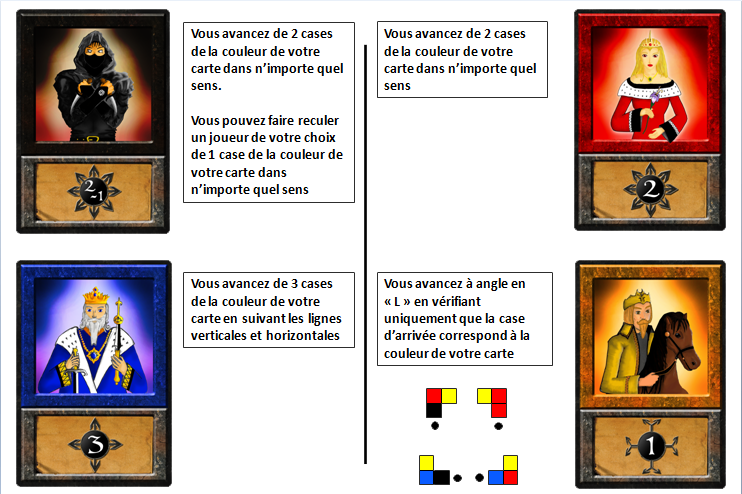 Vous avancez de 2 cases
de la couleur de votre
carte dans n'importe quel
sens.
Vous pouvez faire reculer
un joueur de votre choix
de 1 case de la couleur de
votre carte dans
n'importe quel sens
2
~1
Vous avancez de 2 cases
de la couleur de votre
carte dans n'importe quel
sens
2
Vous avancez de 3 cases
de la couleur de votre
carte en suivant les lignes
verticales et horizontales
3
Vous avancez à angle en
« L » en vérifiant
uniquement que la case
d'arrivée correspond à la
couleur de votre carte
1